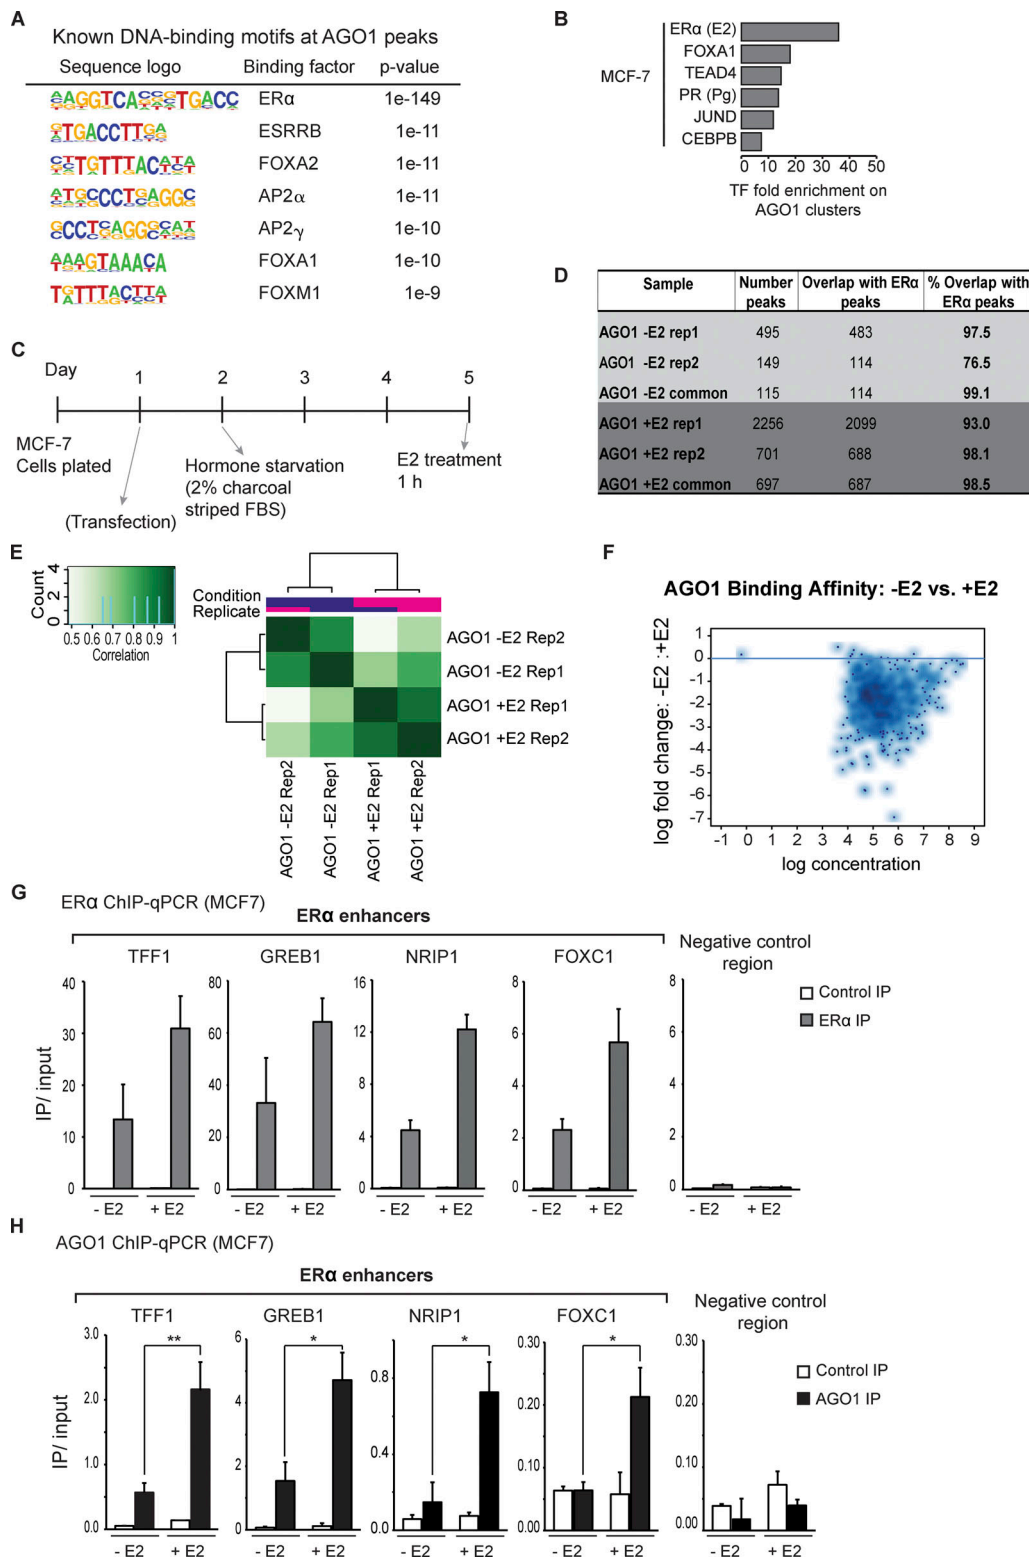 A
Known DNA-binding motifs at AGO1 peaks
Sequence logo Binding factor p-value
AAGGTCACCGTGACC ERα 1e-149
GTGACCTTGA ESRRB 1e-11
CTTGTTTACATA FOXA2 1e-11
ATGCCCTGAGGC AP2α 1e-11
GCCTCAGGGCAT AP2γ 1e-10
AAAGTAAACA FOXA1 1e-10
TGTTTACTTA FOXM1 1e-9
B
MCF-7
ERα (E2)
FOXA1
TEAD4
PR (Pg)
JUND
CEBPB
0 10 20 30 40 50
TF fold enrichment on
AGO1 clusters
C
Day
1 2 3 4 5
MCF-7
Cells plated
(Transfection)
Hormone starvation
(2% charcoal
striped FBS)
E2 treatment
1 h
D
Sample Number peaks Overlap with ERα peaks % Overlap with ERα peaks
AGO1 -E2 rep1 495 483 97.5
AGO1 -E2 rep2 149 114 76.5
AGO1 -E2 common 115 114 99.1
AGO1 +E2 rep1 2256 2099 93.0
AGO1 +E2 rep2 701 688 98.1
AGO1 +E2 common 697 687 98.5
E
Count
0 2 4
0.5 0.6 0.7 0.8 0.9 1
Correlation
Condition
Replicate
AGO1 -E2 Rep2
AGO1 -E2 Rep1
AGO1 +E2 Rep1
AGO1 +E2 Rep2
AGO1 -E2 Rep2
AGO1 -E2 Rep1
AGO1 +E2 Rep1
AGO1 +E2 Rep2
F
AGO1 Binding Affinity: -E2 vs. +E2
log fold change: -E2 :+E2
1
0
-1
-2
-3
-4
-5
-6
-7
-1 0 1 2 3 4 5 6 7 8 9
log concentration
G
ERα ChIP-qPCR (MCF7)
ERα enhancers
TFF1 GREB1 NRIP1 FOXC1
Negative control
region
IP/ input
40
30
20
10
0
80
60
40
20
0
16
12
8
4
0
8
6
4
2
0
8
6
4
2
0
Control IP
ERα IP
- E2 + E2 - E2 + E2 - E2 + E2 - E2 + E2 - E2 + E2
H
AGO1 ChIP-qPCR (MCF7)
ERα enhancers
TFF1 GREB1 NRIP1 FOXC1
Negative control
region
IP/ input
3.0
2.0
1.0
0.0
6
4
2
0
0.8
0.4
0.0
0.30
0.20
0.10
0.00
0.30
0.20
0.10
0.00
** * * *
Control IP
AGO1 IP
- E2 + E2 - E2 + E2 - E2 + E2 - E2 + E2 - E2 + E2